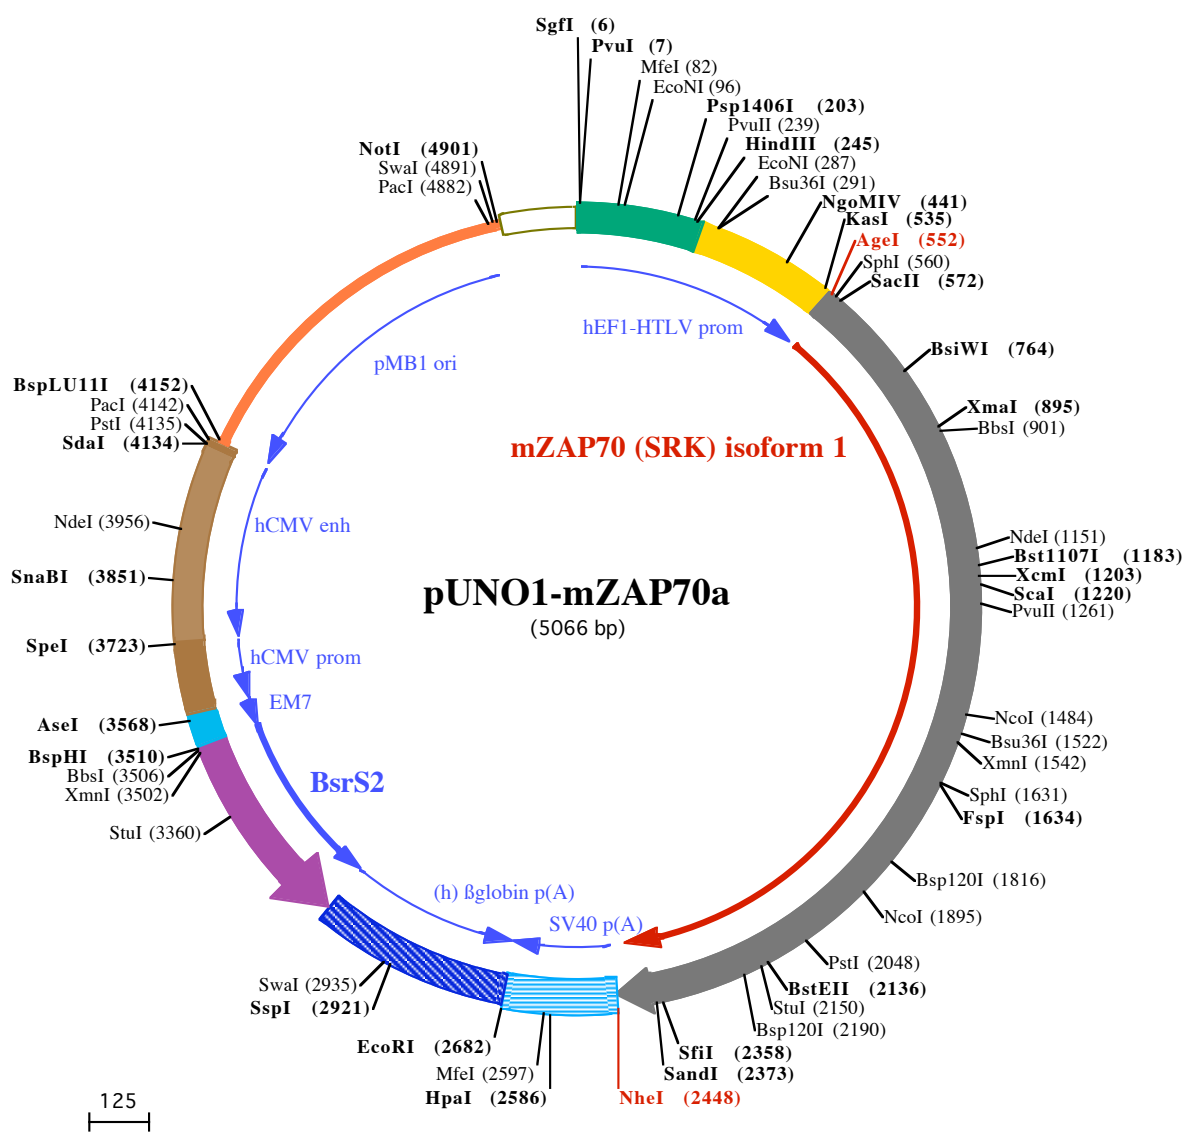 SgfI (6)
PvuI (7)
MfeI (82)
EcoNI (96)
Psp1406I (203)
PvuII (239)
HindIII (245)
EcoNI (287)
Bsu36I (291)
NgoMIV (441)
KasI (535)
AgeI (552)
SphI (560)
SacII (572)
BsiWI (764)
XmaI (895)
BbsI (901)
NdeI (1151)
Bst1107I (1183)
XcmI (1203)
ScaI (1220)
PvuII (1261)
NcoI (1484)
Bsu36I (1522)
XmnI (1542)
SphI (1631)
FspI (1634)
Bsp120I (1816)
NcoI (1895)
PstI (2048)
BstEII (2136)
StuI (2150)
Bsp120I (2190)
SfiI (2358)
SandI (2373)
NheI (2448)
HpaI (2586)
MfeI (2597)
EcoRI (2682)
SspI (2921)
SwaI (2935)
StuI (3360)
XmnI (3502)
BbsI (3506)
BspHI (3510)
AseI (3568)
SpeI (3723)
SnaBI (3851)
NdeI (3956)
SdaI (4134)
PstI (4135)
PacI (4142)
BspLU11I (4152)
PacI (4882)
SwaI (4891)
NotI (4901)
hEF1-HTLV prom
pMB1 ori
mZAP70 (SRK) isoform 1
hCMV enh
pUNO1-mZAP70a
(5066 bp)
hCMV prom
EM7
BsrS2
(h) ßglobin p(A)
SV40 p(A)
125